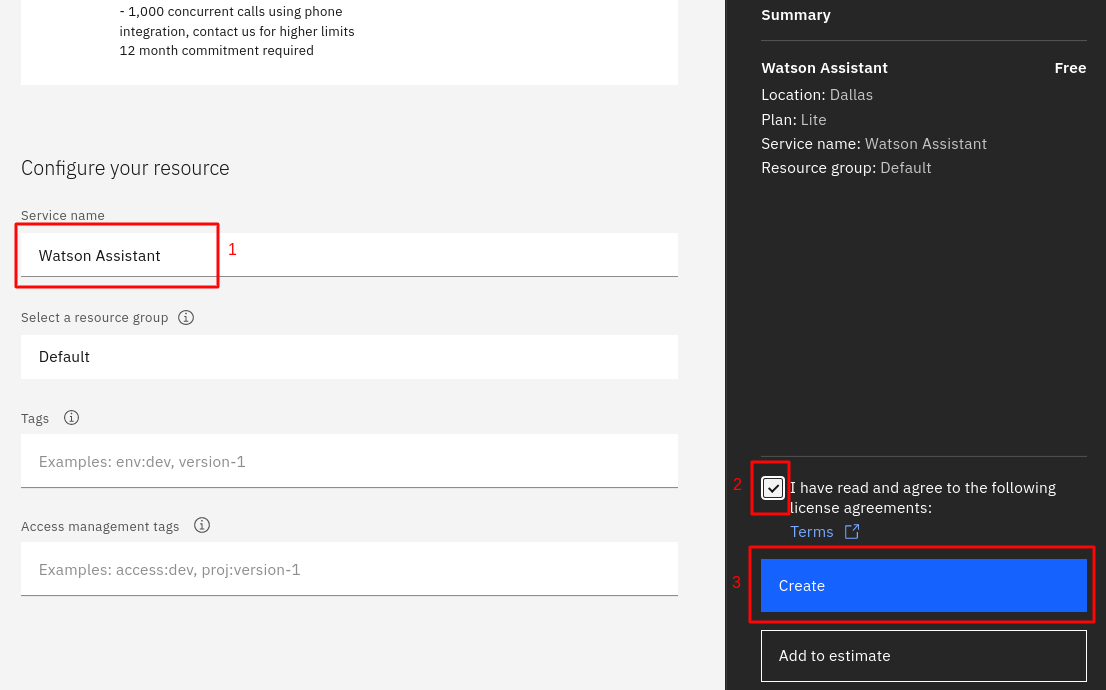 - 1,000 concurrent calls using phone
integration, contact us for higher limits
12 month commitment required
Configure your resource
Service name
Watson Assistant
1
Select a resource group
Default
Tags
Examples: env:dev, version-1
Access management tags
Examples: access:dev, proj:version-1
Summary
Watson Assistant Free
Location: Dallas
Plan: Lite
Service name: Watson Assistant
Resource group: Default
2
I have read and agree to the following
license agreements:
Terms
3
Create
Add to estimate